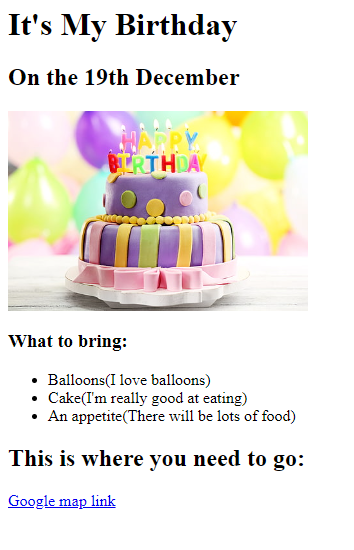 It's My Birthday
On the 19th December
HAPPY
BIRTHDAY
What to bring:
Balloons(I love balloons)
Cake(I'm really good at eating)
An appetite(There will be lots of food)
This is where you need to go:
Google map link